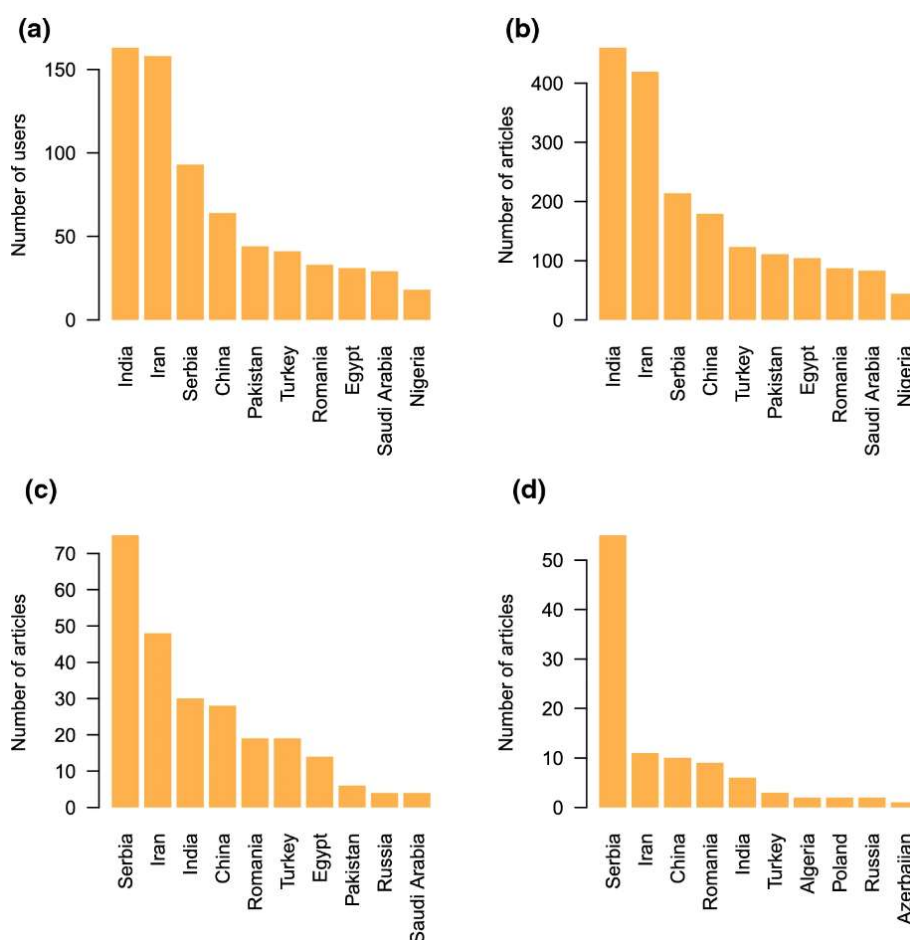 (a)
Number of users
150
100
50
0
India
Iran
Serbia
China
Pakistan
Turkey
Romania
Egypt
Saudi Arabia
Nigeria
(b)
Number of articles
400
300
200
100
0
India
Iran
Serbia
China
Turkey
Pakistan
Egypt
Romania
Saudi Arabia
Nigeria
(c)
Number of articles
70
60
50
40
30
20
10
0
Serbia
Iran
India
China
Romania
Turkey
Egypt
Pakistan
Russia
Saudi Arabia
(d)
Number of articles
50
40
30
20
10
0
Serbia
Iran
China
Romania
India
Turkey
Algeria
Poland
Russia
Azerbaijan